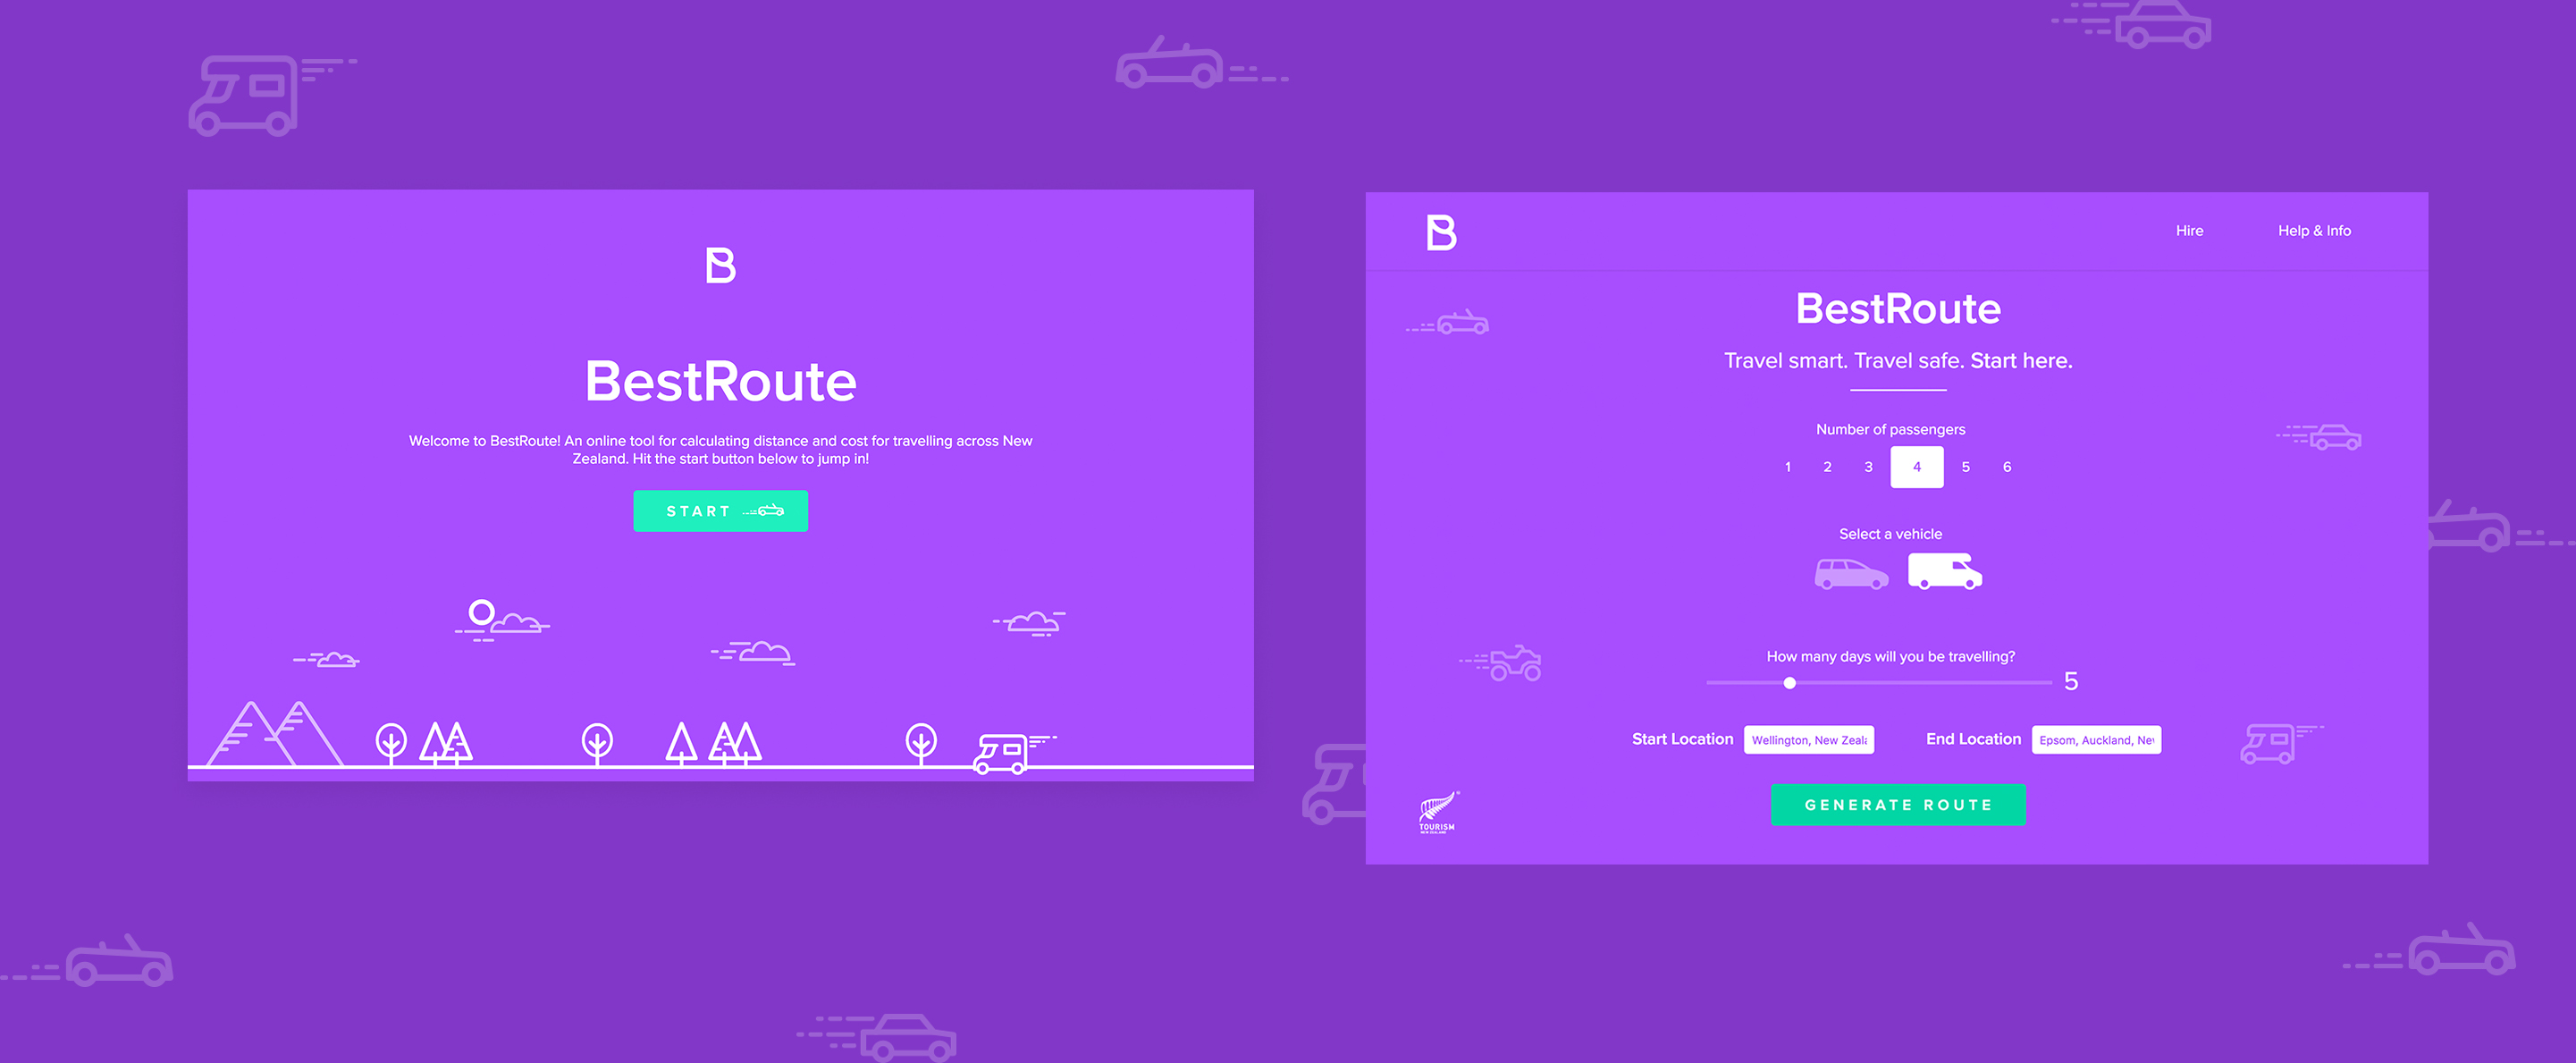 B
BestRoute
Welcome to BestRoute! An online tool for calculating distance and cost for travelling across New
Zealand. Hit the start button below to jump in!
START
B
Hire
Help & Info
BestRoute
Travel smart. Travel safe. Start here.
Number of passengers
1 2 3 4 5 6
Select a vehicle
How many days will you be travelling?
5
Start Location
Wellington, New Zeal
End Location
Epsom, Auckland, Ne
GENERATE ROUTE
TOURISM
NEW ZEALAND